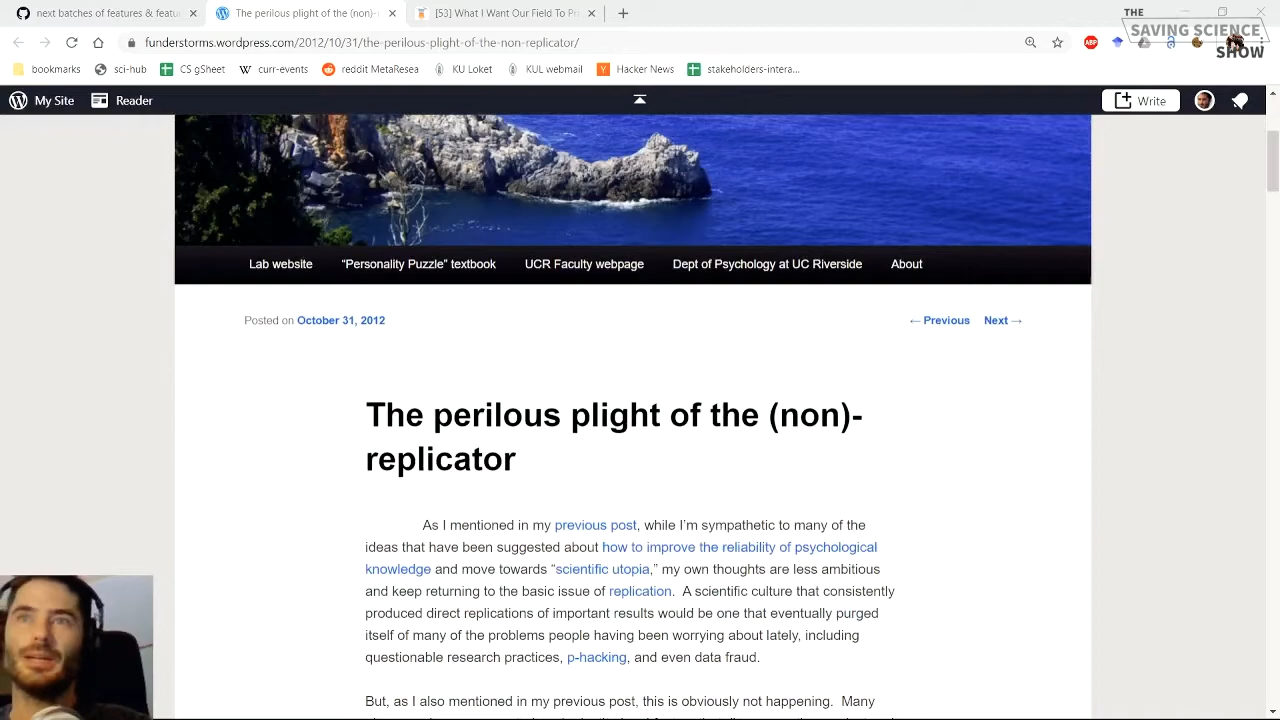 next batches of features & featu
The perilous plight of the (non)-
[53] What I Want Our Field To Pr
THE
SAVING SCIENCE
SHOW
funderstorms.wordpress.com/2012/10/31/the-perilous-plight-of-the-non-replicator/
ABP
bookmarks
sci-hub
CS gSheet
curr-events
reddit MetaResea
KU Loket
KUL webmail
Hacker News
stakeholders-intera...
My Site
Reader
Write
Lab website
“Personality Puzzle” textbook
UCR Faculty webpage
Dept of Psychology at UC Riverside
About
Posted on October 31, 2012
← Previous
Next →
The perilous plight of the (non)-
replicator
As I mentioned in my previous post, while I’m sympathetic to many of the
ideas that have been suggested about how to improve the reliability of psychological
knowledge and move towards “scientific utopia,” my own thoughts are less ambitious
and keep returning to the basic issue of replication. A scientific culture that consistently
produced direct replications of important results would be one that eventually purged
itself of many of the problems people having been worrying about lately, including
questionable research practices, p-hacking, and even data fraud.
But, as I also mentioned in my previous post, this is obviously not happening. Many